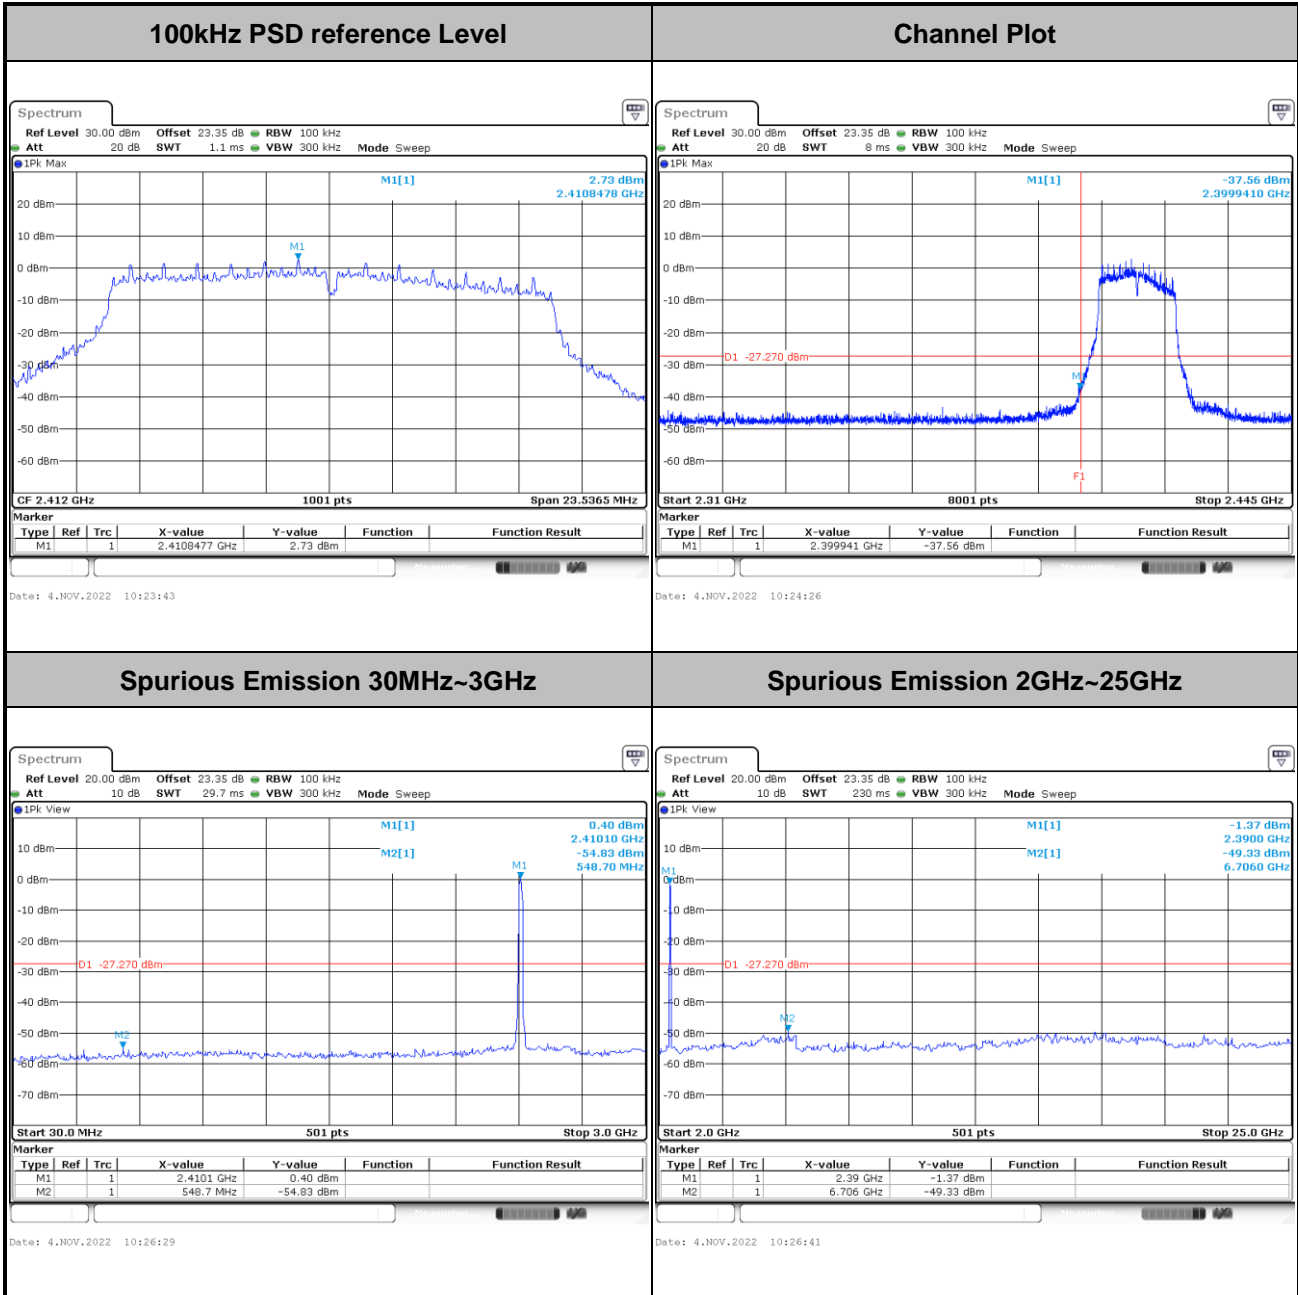 100kHz PSD reference Level
Spectrum
Ref Level 30.00 dBm Offset 23.35 dB RBW 100 kHz
Att 20 dB SWT 1.1 ms VBW 300 kHz Mode Sweep
1Pk Max
M1[1] 2.73 dBm
2.4108478 GHz
20 dBm
10 dBm
M1
0 dBm
-10 dBm
-20 dBm
-30 dBm
-40 dBm
-50 dBm
-60 dBm
CF 2.412 GHz 1001 pts Span 23.5365 MHz
Marker
Type Ref Trc X-value Y-value Function Function Result
M1 1 2.4108477 GHz 2.73 dBm
Measuring
Date: 4.NOV.2022 10:23:43
Channel Plot
Spectrum
Ref Level 30.00 dBm Offset 23.35 dB RBW 100 kHz
Att 20 dB SWT 8 ms VBW 300 kHz Mode Sweep
1Pk Max
M1[1] -37.56 dBm
2.3999410 GHz
20 dBm
10 dBm
0 dBm
-10 dBm
-20 dBm
D1 -27.270 dBm
-30 dBm
M1
-40 dBm
-50 dBm
-60 dBm
F1
Start 2.31 GHz 8001 pts Stop 2.445 GHz
Marker
Type Ref Trc X-value Y-value Function Function Result
M1 1 2.399941 GHz -37.56 dBm
Measuring
Date: 4.NOV.2022 10:24:26
Spurious Emission 30MHz~3GHz
Spectrum
Ref Level 20.00 dBm Offset 23.35 dB RBW 100 kHz
Att 10 dB SWT 29.7 ms VBW 300 kHz Mode Sweep
1Pk View
M1[1] 0.40 dBm
2.41010 GHz
10 dBm
M2[1] -54.83 dBm
548.70 MHz
M1
0 dBm
-10 dBm
-20 dBm
D1 -27.270 dBm
-30 dBm
-40 dBm
-50 dBm
M2
-60 dBm
-70 dBm
Start 30.0 MHz 501 pts Stop 3.0 GHz
Marker
Type Ref Trc X-value Y-value Function Function Result
M1 1 2.4101 GHz 0.40 dBm
M2 1 548.7 MHz -54.83 dBm
Measuring
Date: 4.NOV.2022 10:26:29
Spurious Emission 2GHz~25GHz
Spectrum
Ref Level 20.00 dBm Offset 23.35 dB RBW 100 kHz
Att 10 dB SWT 230 ms VBW 300 kHz Mode Sweep
1Pk View
M1[1] -1.37 dBm
2.3900 GHz
10 dBm
M2[1] -49.33 dBm
6.7060 GHz
M1
0 dBm
-10 dBm
-20 dBm
D1 -27.270 dBm
-30 dBm
-40 dBm
M2
-50 dBm
-60 dBm
-70 dBm
Start 2.0 GHz 501 pts Stop 25.0 GHz
Marker
Type Ref Trc X-value Y-value Function Function Result
M1 1 2.39 GHz -1.37 dBm
M2 1 6.706 GHz -49.33 dBm
Measuring
Date: 4.NOV.2022 10:26:41